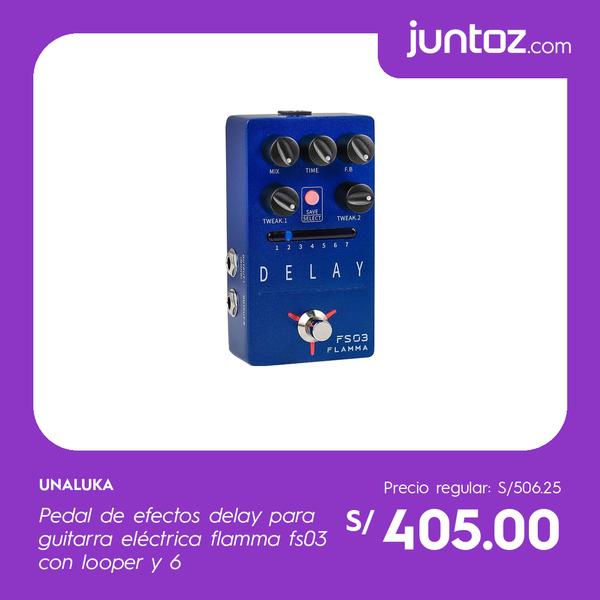 juntoz.com
MIX TIME F.B
TWEAK.1 SAVE SELECT TWEAK.2
1 2 3 4 5 6 7
DELAY
FS03
FLAMMA
UNALUKA
Pedal de efectos delay para
guitarra eléctrica flamma fs03
con looper y 6
Precio regular: S/506.25
S/ 405.00